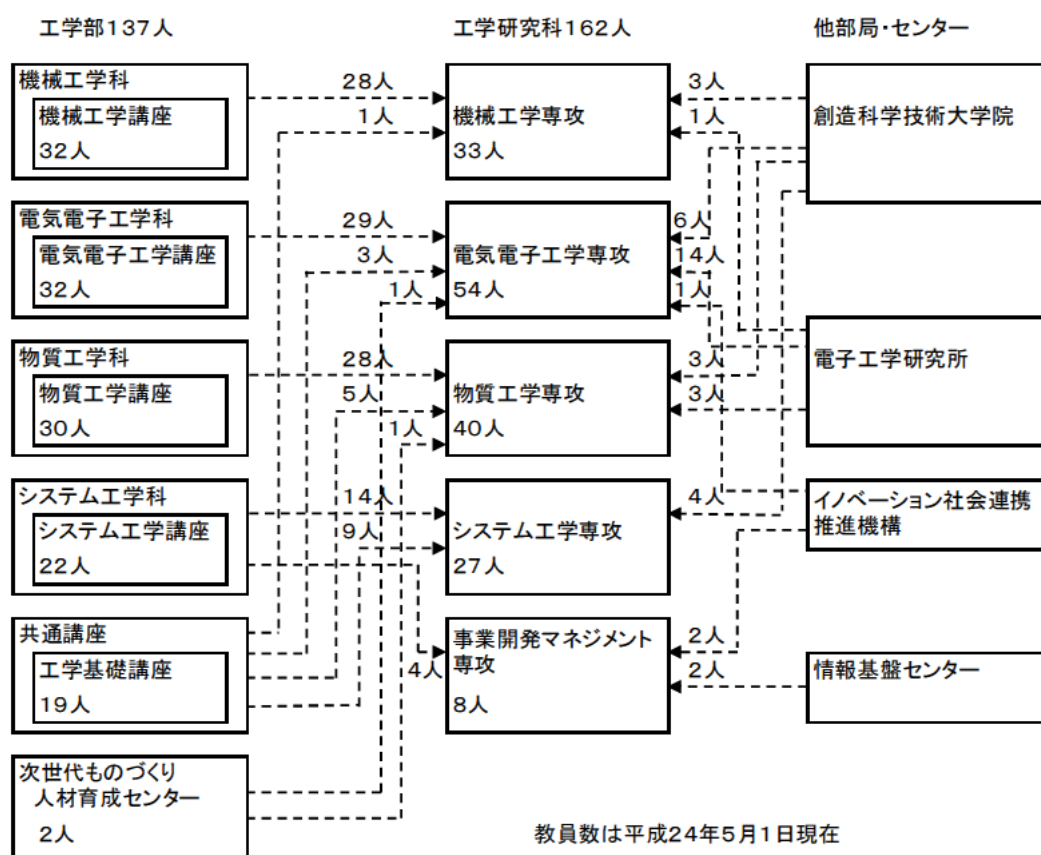 工学部137人
工学研究科162人
他部局・センター
機械工学科
機械工学講座
32人
28人
1人
機械工学専攻
33人
3人
1人
創造科学技術大学院
電気電子工学科
電気電子工学講座
32人
29人
3人
1人
電気電子工学専攻
54人
6人
14人
1人
電子工学研究所
物質工学科
物質工学講座
30人
28人
5人
1人
物質工学専攻
40人
3人
3人
システム工学科
システム工学講座
22人
14人
9人
システム工学専攻
27人
4人
イノベーション社会連携
推進機構
共通講座
工学基礎講座
19人
4人
事業開発マネジメント
専攻
8人
2人
2人
情報基盤センター
次世代ものづくり
人材育成センター
2人
教員数は平成24年5月1日現在